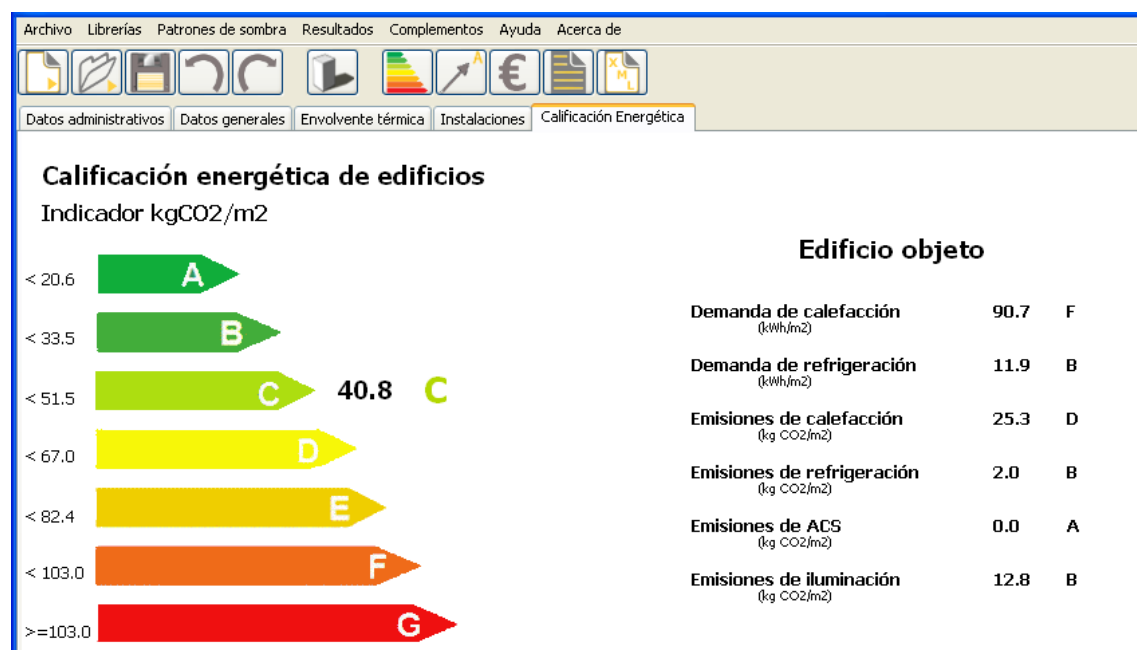 Archivo Librerías Patrones de sombra Resultados Complementos Ayuda Acerca de
A € X M L
Datos administrativos Datos generales Envolvente térmica Instalaciones Calificación Energética
Calificación energética de edificios
Indicador kgCO2/m2
Edificio objeto
< 20.6 A
< 33.5 B
< 51.5 C 40.8 C
< 67.0 D
< 82.4 E
< 103.0 F
>=103.0 G
Demanda de calefacción 90.7 F
(kWh/m2)
Demanda de refrigeración 11.9 B
(kWh/m2)
Emisiones de calefacción 25.3 D
(kg CO2/m2)
Emisiones de refrigeración 2.0 B
(kg CO2/m2)
Emisiones de ACS 0.0 A
(kg CO2/m2)
Emisiones de iluminación 12.8 B
(kg CO2/m2)